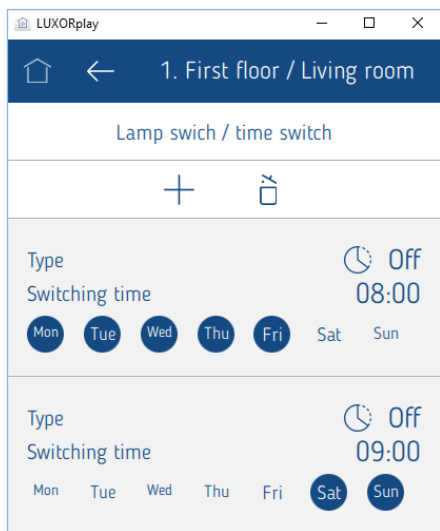 LUXORplay
1. First floor / Living room
Lamp swich / time switch
Type Off
Switching time 08:00
Mon Tue Wed Thu Fri Sat Sun
Type Off
Switching time 09:00
Mon Tue Wed Thu Fri Sat Sun